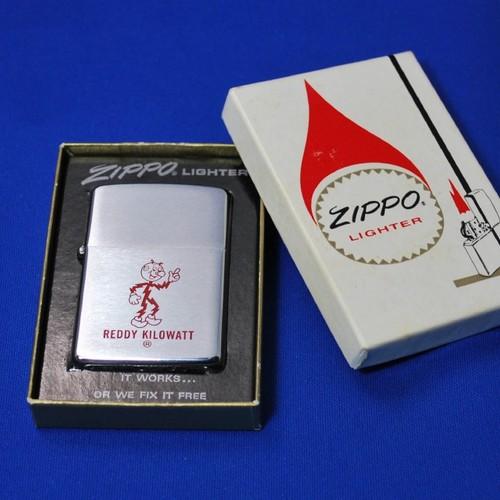 ZIPPO® LIGHTER
REDDY KILOWATT
®
IT WORKS...
OR WE FIX IT FREE
ZIPPO®
LIGHTER